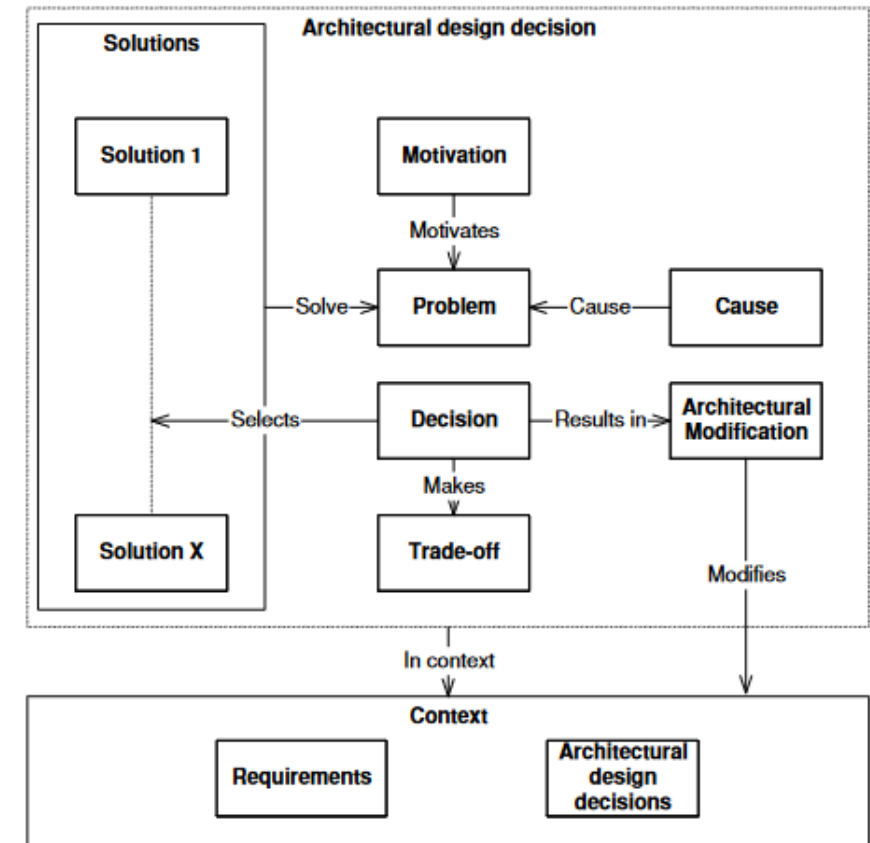 Architectural design decision
Solutions
Solution 1
Motivation
Motivates
Solve
Problem
Cause
Cause
Selects
Decision
Results in
Architectural
Modification
Makes
Solution X
Trade-off
Modifies
In context
Context
Requirements
Architectural
design
decisions